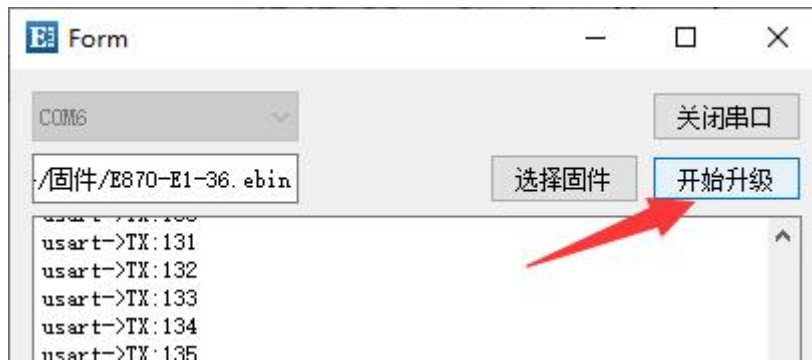 Form
COM6
关闭串口
/固件/E870-E1-36.ebin
选择固件
开始升级
usart->TX:131
usart->TX:132
usart->TX:133
usart->TX:134
usart->TX:135